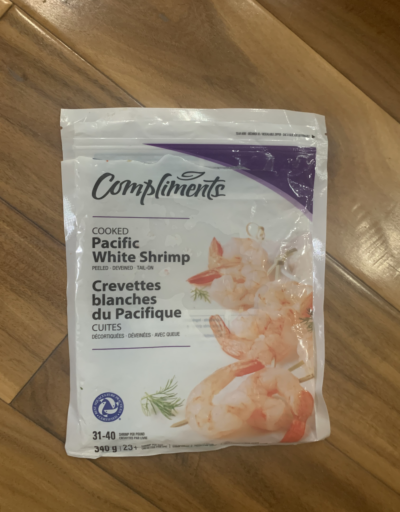 Compliments
COOKED
Pacific
White Shrimp
PEELED · DEVEINED · TAIL-ON
Crevettes
blanches
du Pacifique
CUITES
DÉCORTIQUÉES · DÉVEINÉES · AVEC QUEUE
31-40
340 g